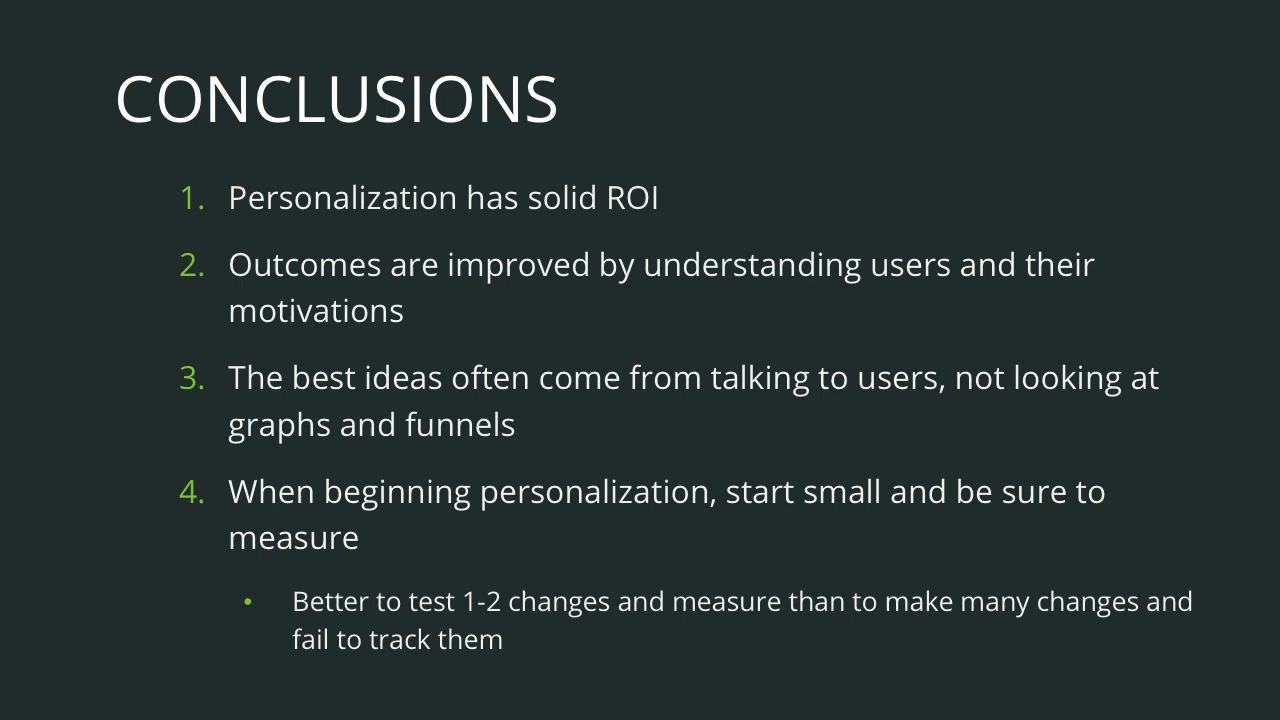 CONCLUSIONS
1. Personalization has solid ROI
2. Outcomes are improved by understanding users and their
motivations
3. The best ideas often come from talking to users, not looking at
graphs and funnels
4. When beginning personalization, start small and be sure to
measure
• Better to test 1-2 changes and measure than to make many changes and
fail to track them